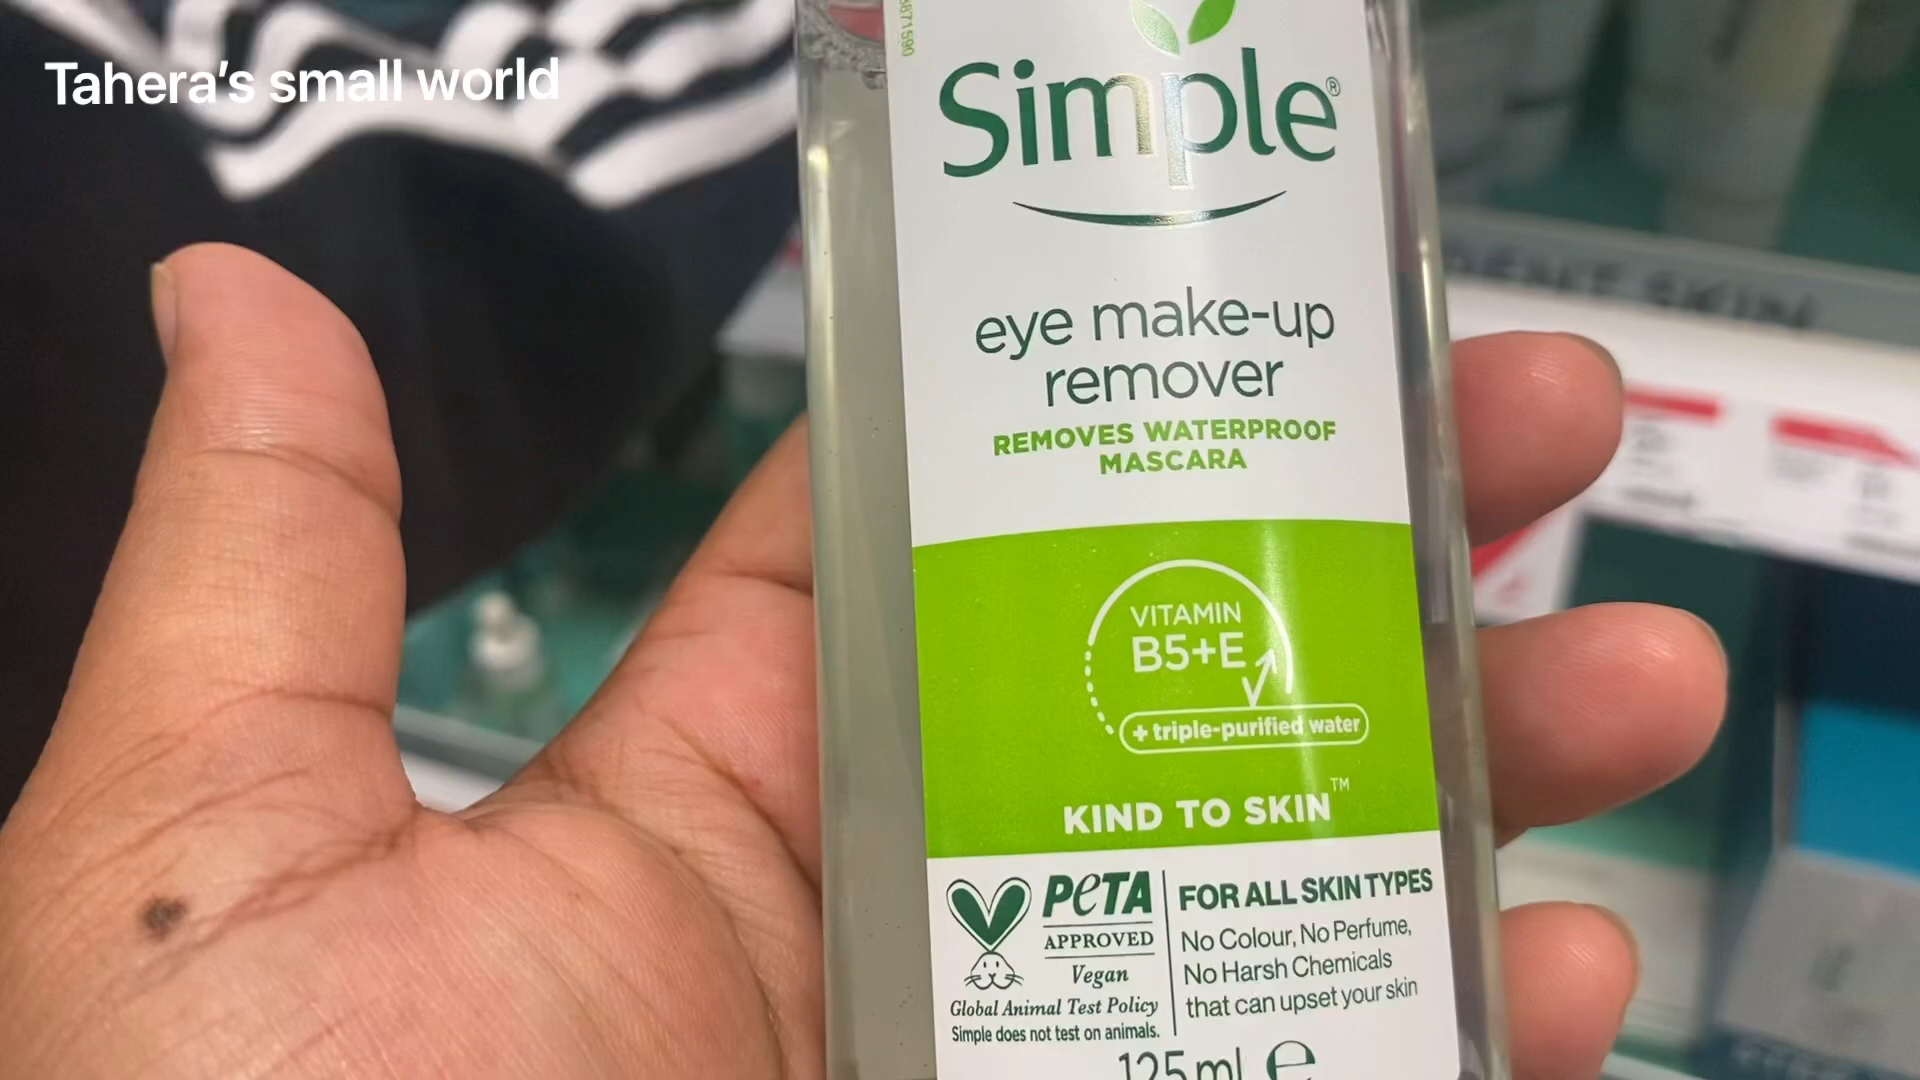 Tahera's small world
Simple®
eye make-up
remover
REMOVES WATERPROOF
MASCARA
VITAMIN
B5+E
+ triple-purified water
KIND TO SKIN™
PETA
APPROVED
Vegan
Global Animal Test Policy
Simple does not test on animals.
FOR ALL SKIN TYPES
No Colour, No Perfume,
No Harsh Chemicals
that can upset your skin
125 ml ℮